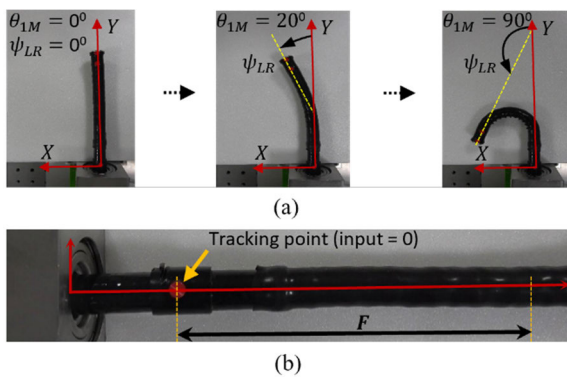 θ₁M = 0⁰
ψLR = 0⁰
Y
X
θ₁M = 20⁰
Y
ψLR
X
θ₁M = 90⁰
Y
ψLR
X
(a)
Tracking point (input = 0)
F
(b)